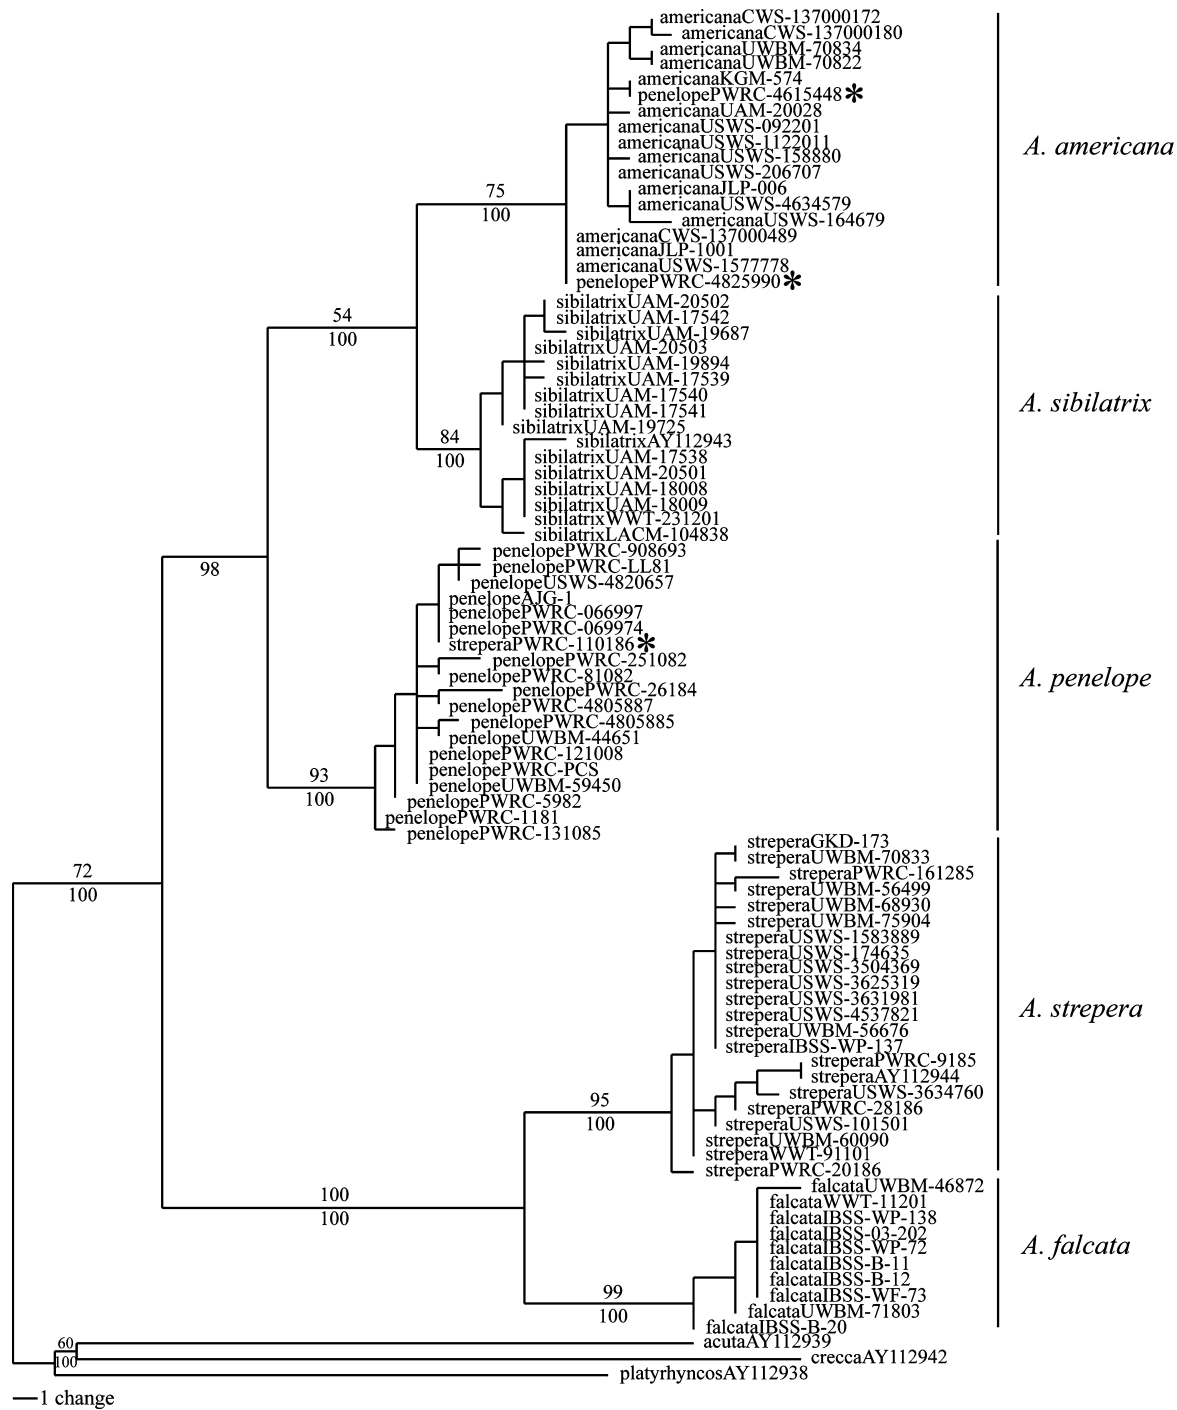 americanaCWS-137000172
americanaCWS-137000180
americanaUWBM-70834
americanaUWBM-70822
americanaKGM-574
penelopePWRC-4615448*
americanaUAM-20028
americanaUSWS-092201
americanaUSWS-1122011
A. americana
americanaUSWS-158880
americanaUSWS-206707
americanaJLP-006
75
americanaUSWS-4634579
100
americanaUSWS-164679
americanaCWS-137000489
americanaJLP-1001
americanaUSWS-1577778
penelopePWRC-4825990*
sibilatrixUAM-20502
54
sibilatrixUAM-17542
100
sibilatrixUAM-19687
sibilatrixUAM-20503
sibilatrixUAM-19894
sibilatrixUAM-17539
sibilatrixUAM-17540
A. sibilatrix
sibilatrixUAM-17541
sibilatrixUAM-19725
84
sibilatrixAY112943
100
sibilatrixUAM-17538
sibilatrixUAM-20501
sibilatrixUAM-18008
sibilatrixUAM-18009
sibilatrixWWT-231201
sibilatrixLACM-104838
98
penelopePWRC-908693
penelopePWRC-LL81
penelopeUSWS-4820657
penelopeAJG-1
penelopePWRC-066997
penelopePWRC-069974
streperaPWRC-110186*
penelopePWRC-251082
penelopePWRC-81082
A. penelope
penelopePWRC-26184
penelopePWRC-4805887
penelopePWRC-4805885
penelopeUWBM-44651
penelopePWRC-121008
93
penelopePWRC-PCS
100
penelopeUWBM-59450
penelopePWRC-5982
penelopePWRC-1181
penelopePWRC-131085
streperaGKD-173
streperaUWBM-70833
72
streperaPWRC-161285
100
streperaUWBM-56499
streperaUWBM-68930
streperaUWBM-75904
streperaUSWS-1583889
streperaUSWS-174635
streperaUSWS-3504369
streperaUSWS-3625319
streperaUSWS-3631981
A. strepera
streperaUSWS-4537821
streperaUWBM-56676
streperaIBSS-WP-137
streperaPWRC-9185
streperaAY112944
streperaUSWS-3634760
95
streperaPWRC-28186
100
streperaUSWS-101501
streperaUWBM-60090
streperaWWT-91101
streperaPWRC-20186
100
falcataUWBM-46872
100
falcataWWT-11201
falcataIBSS-WP-138
falcataIBSS-03-202
falcataIBSS-WP-72
A. falcata
falcataIBSS-B-11
falcataIBSS-B-12
99
falcataIBSS-WF-73
100
falcataUWBM-71803
falcataIBSS-B-20
60
acutaAY112939
100
creccaAY112942
platyrhyncosAY112938
1 change